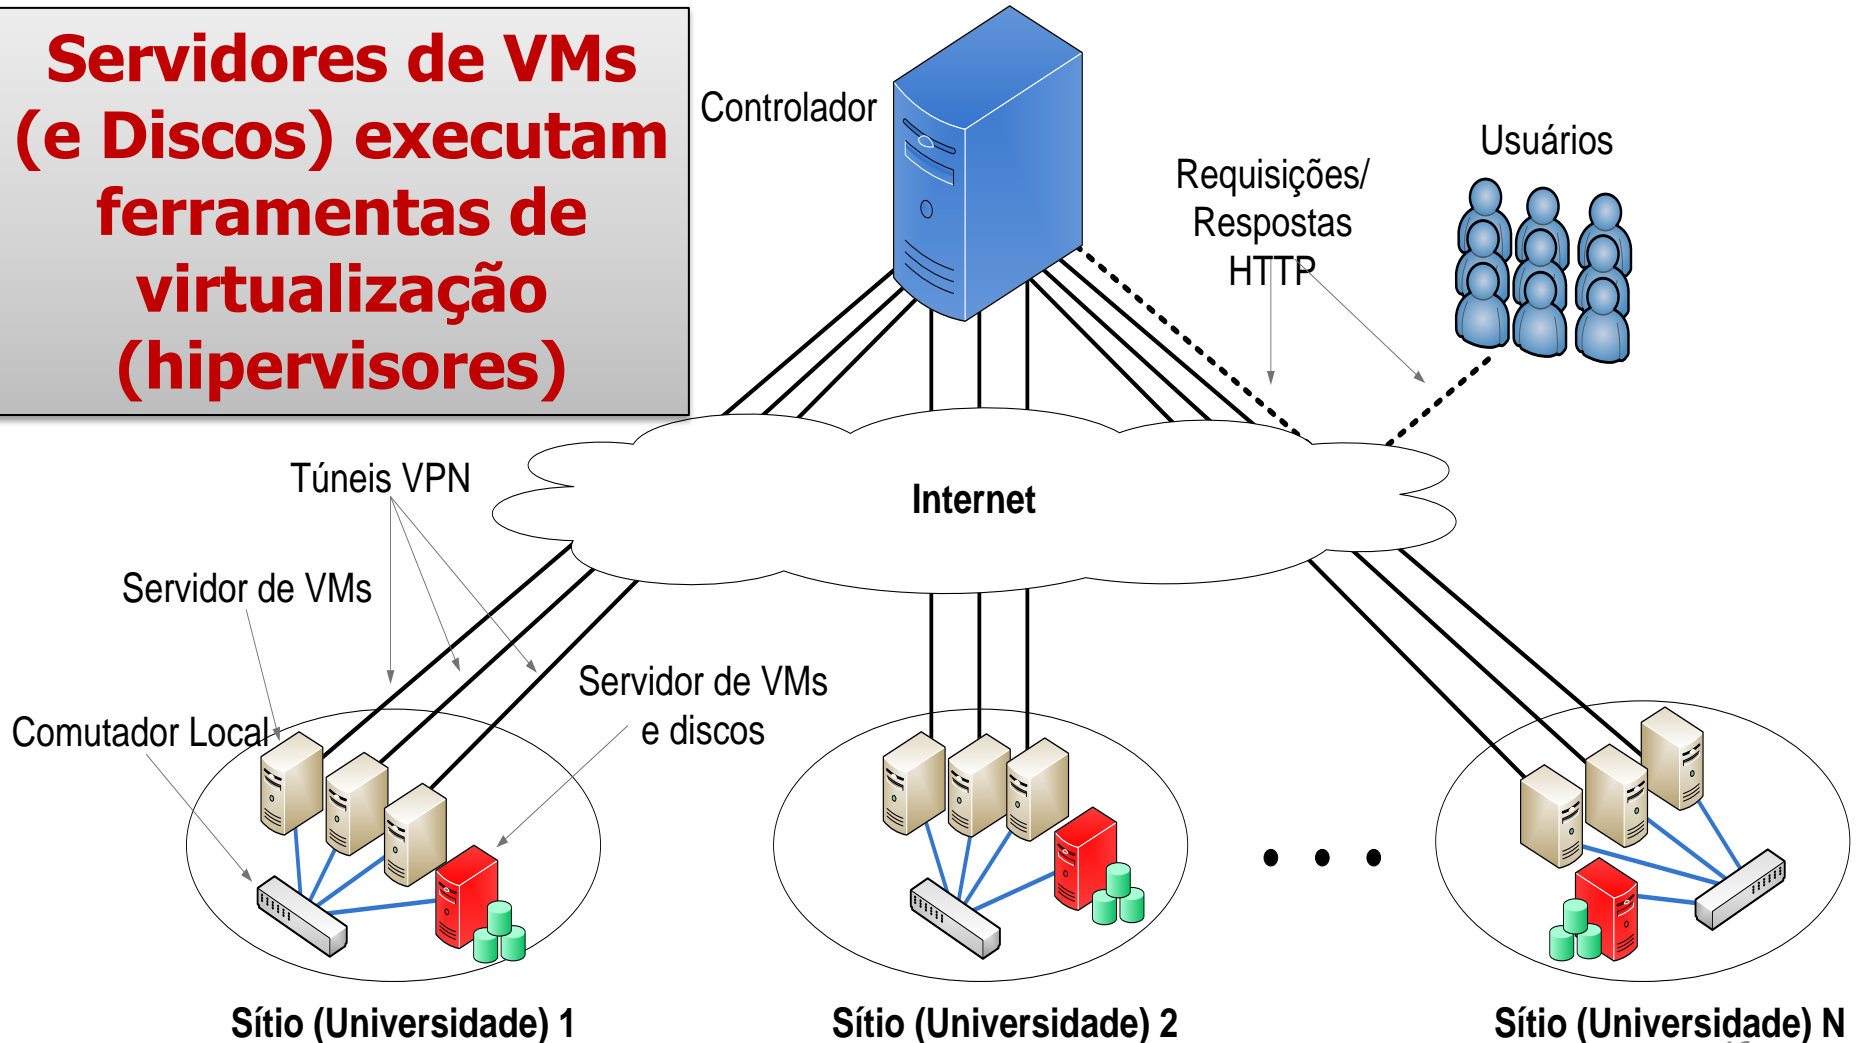 Servidores de VMs
(e Discos) executam
ferramentas de
virtualização
(hipervisores)
Controlador
Requisições/
Respostas
HTTP
Usuários
Internet
Túneis VPN
Servidor de VMs
Servidor de VMs
e discos
Comutador Local
Sítio (Universidade) 1
Sítio (Universidade) 2
Sítio (Universidade) N